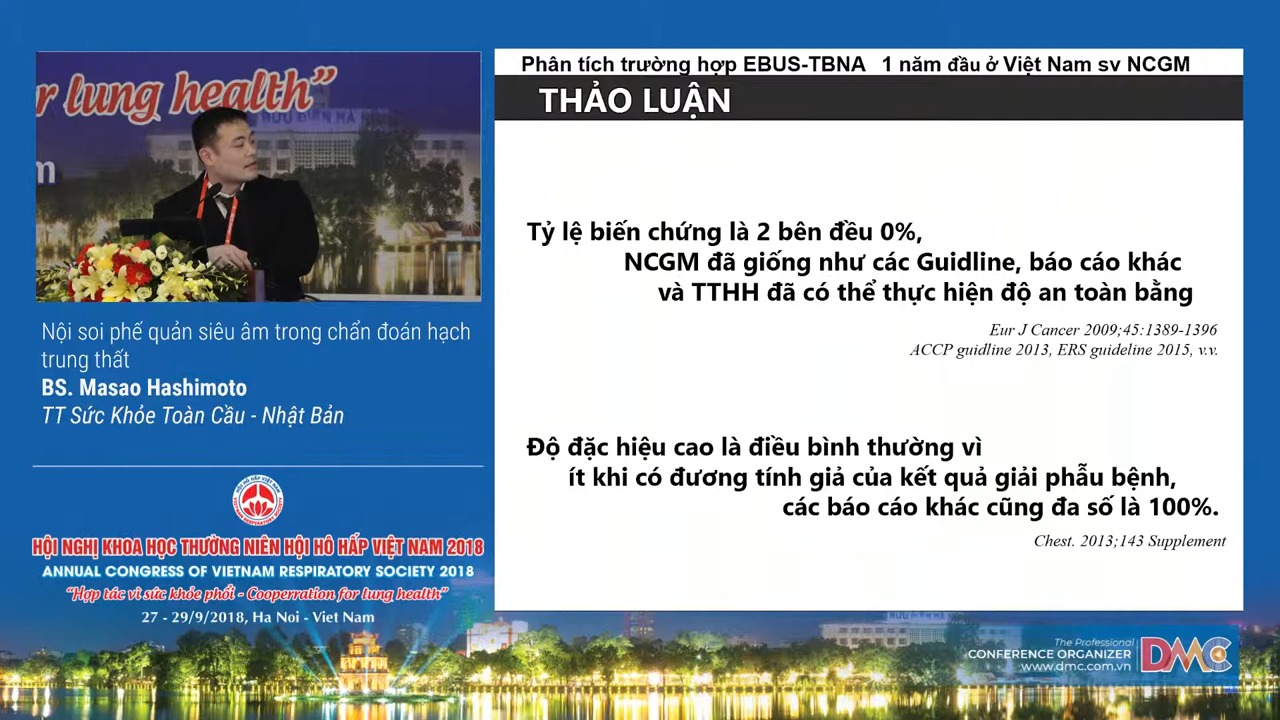 r lung health”
m
Nội soi phế quản siêu âm trong chẩn đoán hạch
trung thất
BS. Masao Hashimoto
TT Sức Khỏe Toàn Cầu - Nhật Bản
HỘI HÔ HẤP VIỆT NAM
VIETNAM RESPIRATORY SOCIETY
HỘI NGHỊ KHOA HỌC THƯỜNG NIÊN HỘI HÔ HẤP VIỆT NAM 2018
ANNUAL CONGRESS OF VIETNAM RESPIRATORY SOCIETY 2018
“Hợp tác vì sức khỏe phổi - Cooperration for lung health”
27 - 29/9/2018, Ha Noi - Viet Nam
Phân tích trường hợp EBUS-TBNA 1 năm đầu ở Việt Nam sv NCGM
THẢO LUẬN
Tỷ lệ biến chứng là 2 bên đều 0%,
NCGM đã giống như các Guidline, báo cáo khác
và TTHH đã có thể thực hiện độ an toàn bằng
Eur J Cancer 2009;45:1389-1396
ACCP guidline 2013, ERS guideline 2015, v.v.
Độ đặc hiệu cao là điều bình thường vì
ít khi có đương tính giả của kết quả giải phẫu bệnh,
các báo cáo khác cũng đa số là 100%.
Chest. 2013;143 Supplement
The Professional
CONFERENCE ORGANIZER
www.dmc.com.vn
DMC